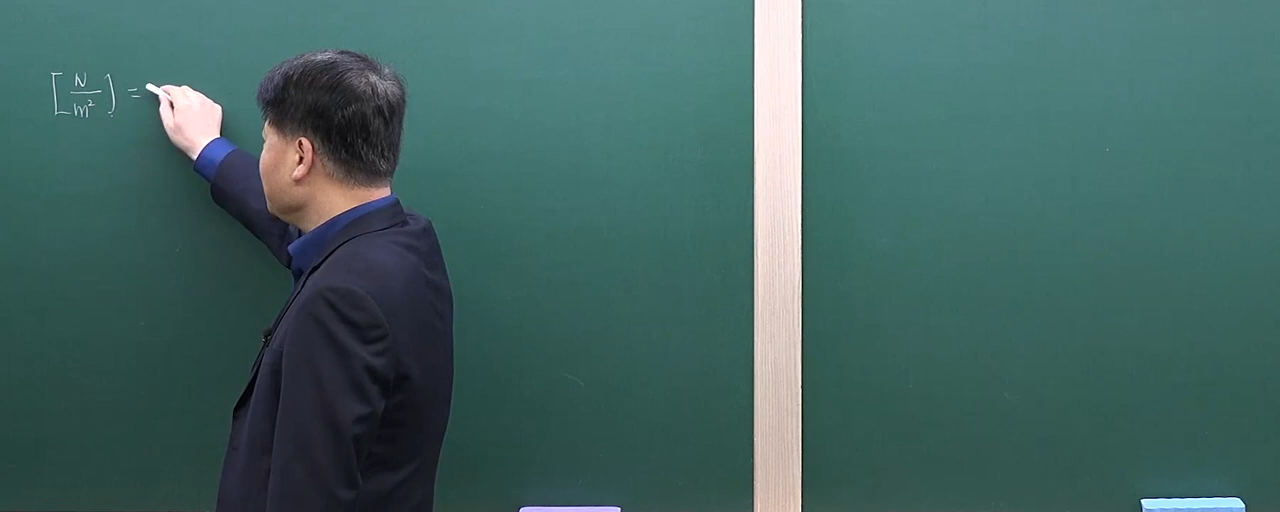 [N/m²] =